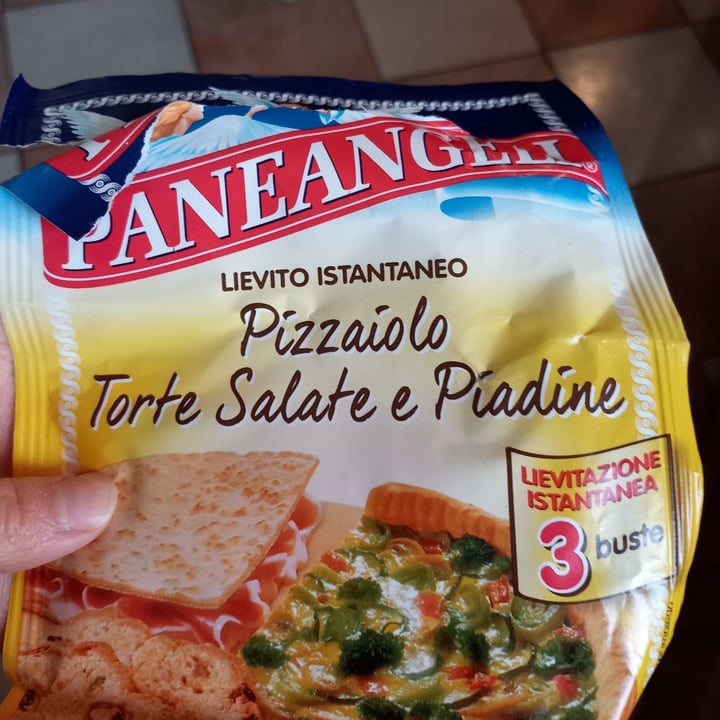 PANEANGELI®
LIEVITO ISTANTANEO
Pizzaiolo
Torte Salate e Piadine
LIEVITAZIONE
ISTANTANEA
3 buste